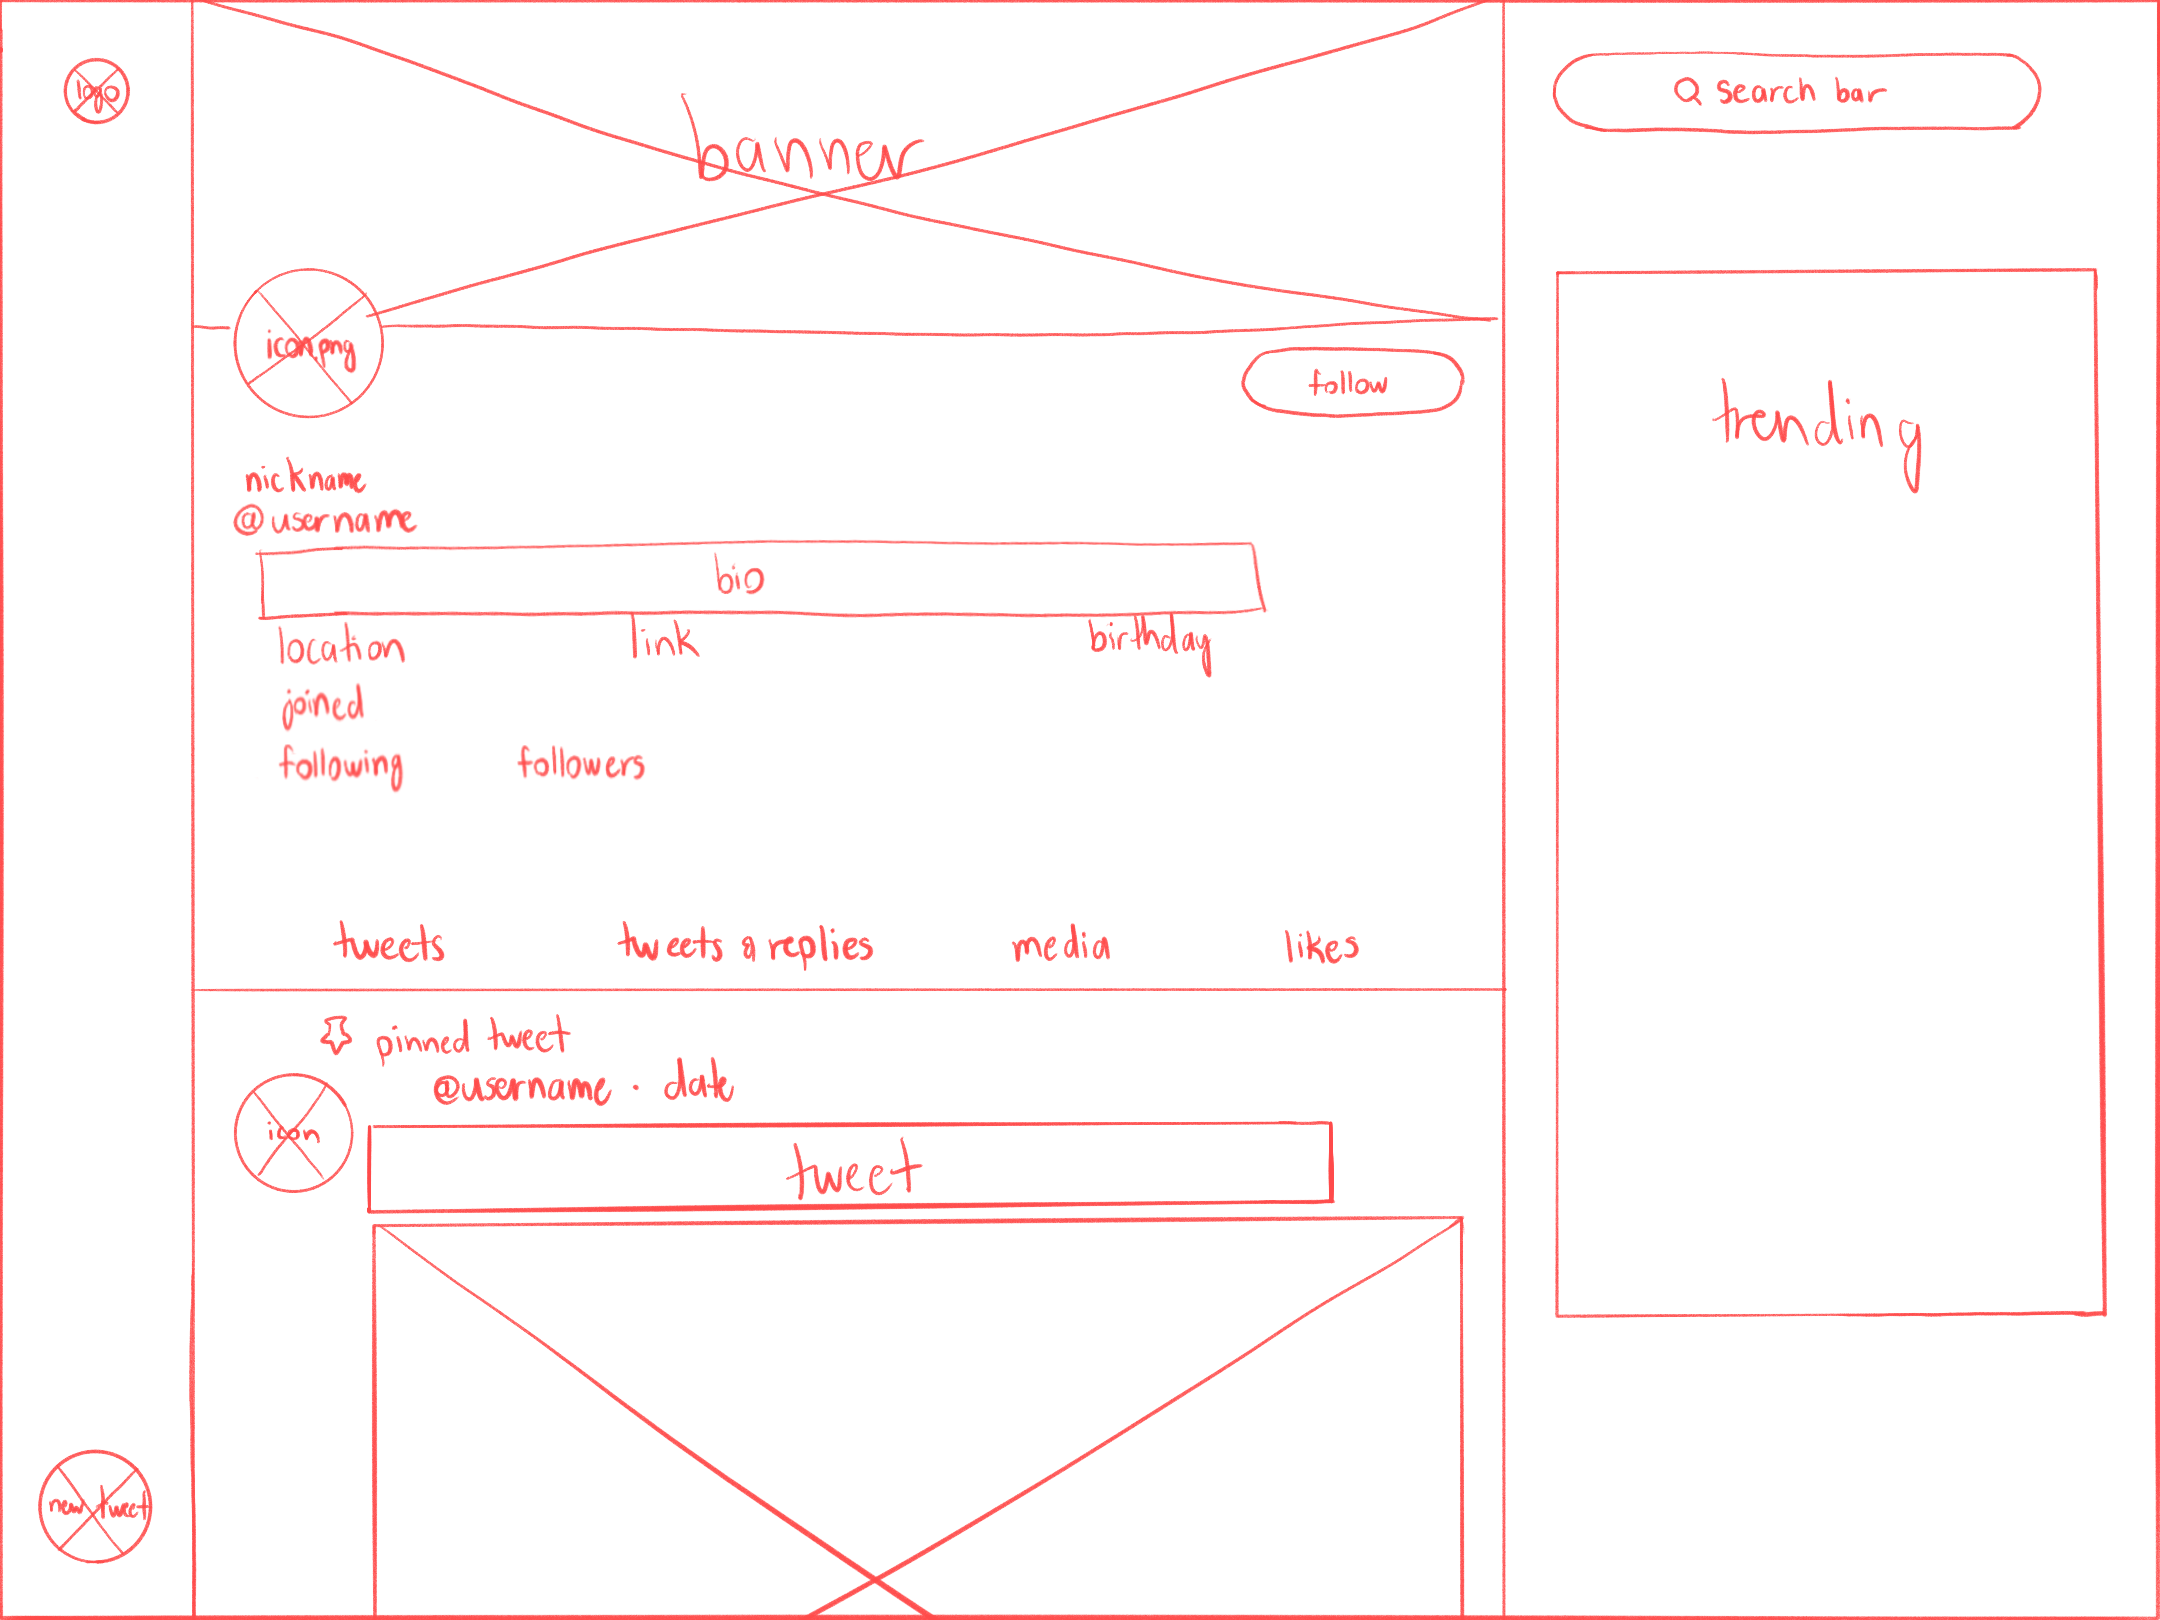 logo
banner
search bar
icon.png
follow
trending
nickname
@username
bio
location link birthday
joined
following followers
tweets tweets & replies media likes
pinned tweet
@username · date
icon
tweet
new tweet